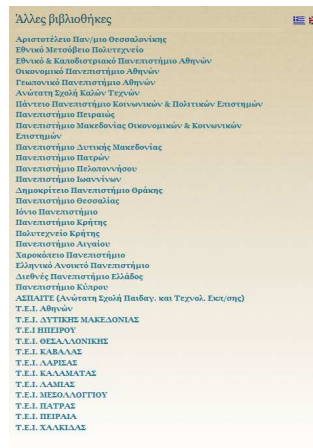 Άλλες βιβλιοθήκες
Αριστοτέλειο Παν/μιο Θεσσαλονίκης
Εθνικό Μετσόβειο Πολυτεχνείο
Εθνικό & Καποδιστριακό Πανεπιστήμιο Αθηνών
Οικονομικό Πανεπιστήμιο Αθηνών
Γεωπονικό Πανεπιστήμιο Αθηνών
Ανώτατη Σχολή Καλών Τεχνών
Πάντειο Πανεπιστήμιο Κοινωνικών & Πολιτικών Επιστημών
Πανεπιστήμιο Πειραιώς
Πανεπιστήμιο Μακεδονίας Οικονομικών & Κοινωνικών
Επιστημών
Πανεπιστήμιο Δυτικής Μακεδονίας
Πανεπιστήμιο Πατρών
Πανεπιστήμιο Πελοποννήσου
Πανεπιστήμιο Ιωαννίνων
Δημοκρίτειο Πανεπιστήμιο Θράκης
Πανεπιστήμιο Θεσσαλίας
Ιόνιο Πανεπιστήμιο
Πανεπιστήμιο Κρήτης
Πολυτεχνείο Κρήτης
Πανεπιστήμιο Αιγαίου
Χαροκόπειο Πανεπιστήμιο
Ελληνικό Ανοικτό Πανεπιστήμιο
Διεθνές Πανεπιστήμιο Ελλάδος
Πανεπιστήμιο Κύπρου
ΑΣΠΑΙΤΕ (Ανώτατη Σχολή Παιδαγ. και Τεχνολ. Εκπ/σης)
Τ.Ε.Ι. Αθηνών
Τ.Ε.Ι. ΔΥΤΙΚΗΣ ΜΑΚΕΔΟΝΙΑΣ
Τ.Ε.Ι ΗΠΕΙΡΟΥ
Τ.Ε.Ι. ΘΕΣΣΑΛΟΝΙΚΗΣ
Τ.Ε.Ι. ΚΑΒΑΛΑΣ
Τ.Ε.Ι. ΛΑΡΙΣΑΣ
Τ.Ε.Ι. ΚΑΛΑΜΑΤΑΣ
Τ.Ε.Ι. ΛΑΜΙΑΣ
Τ.Ε.Ι. ΜΕΣΟΛΟΓΓΙΟΥ
Τ.Ε.Ι. ΠΑΤΡΑΣ
Τ.Ε.Ι. ΠΕΙΡΑΙΑ
Τ.Ε.Ι. ΧΑΛΚΙΔΑΣ